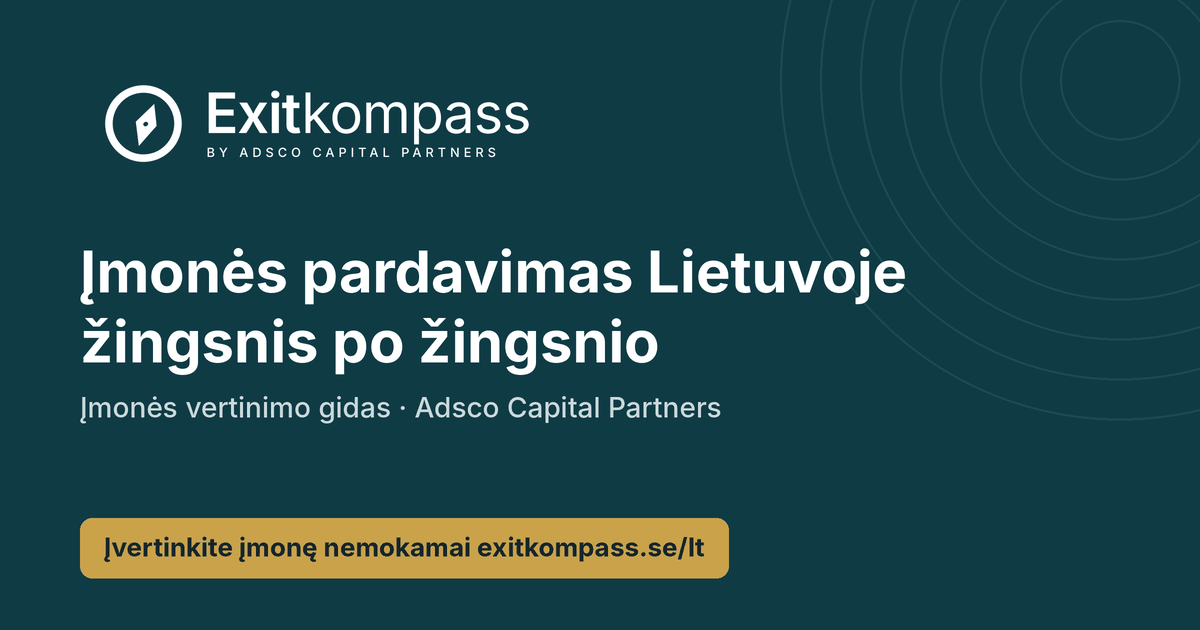 Exitkompass
BY ADSCO CAPITAL PARTNERS
Įmonės pardavimas Lietuvoje
žingsnis po žingsnio
Įmonės vertinimo gidas · Adsco Capital Partners
Įvertinkite įmonę nemokamai exitkompass.se/lt